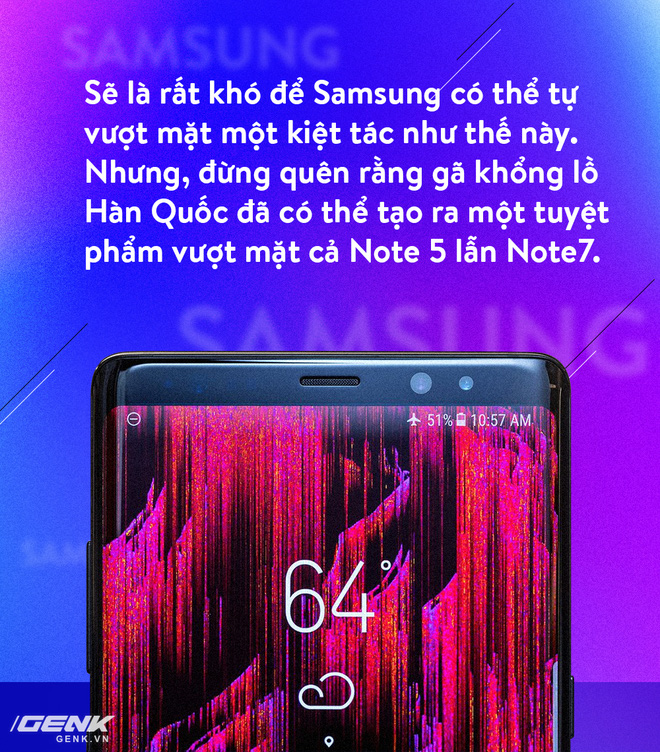 SAMSUNG
Sẽ là rất khó để Samsung có thể tự
vượt mặt một kiệt tác như thế này.
Nhưng, đừng quên rằng gã khổng lồ
Hàn Quốc đã có thể tạo ra một tuyệt
phẩm vượt mặt cả Note 5 lẫn Note7.
SAMSUNG
51% 10:57 AM
SAM
64°
GENK
GENK.VN